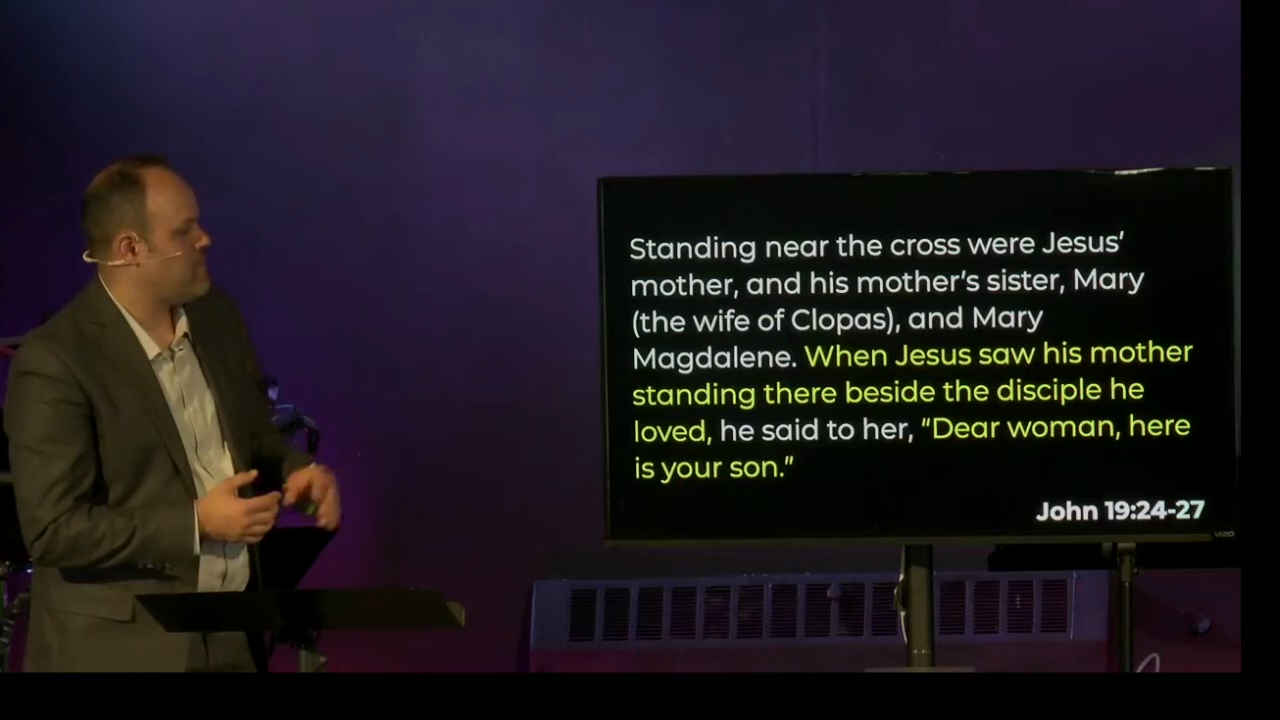 Standing near the cross were Jesus’
mother, and his mother’s sister, Mary
(the wife of Clopas), and Mary
Magdalene. When Jesus saw his mother
standing there beside the disciple he
loved, he said to her, “Dear woman, here
is your son.”
John 19:24-27
VIZIO